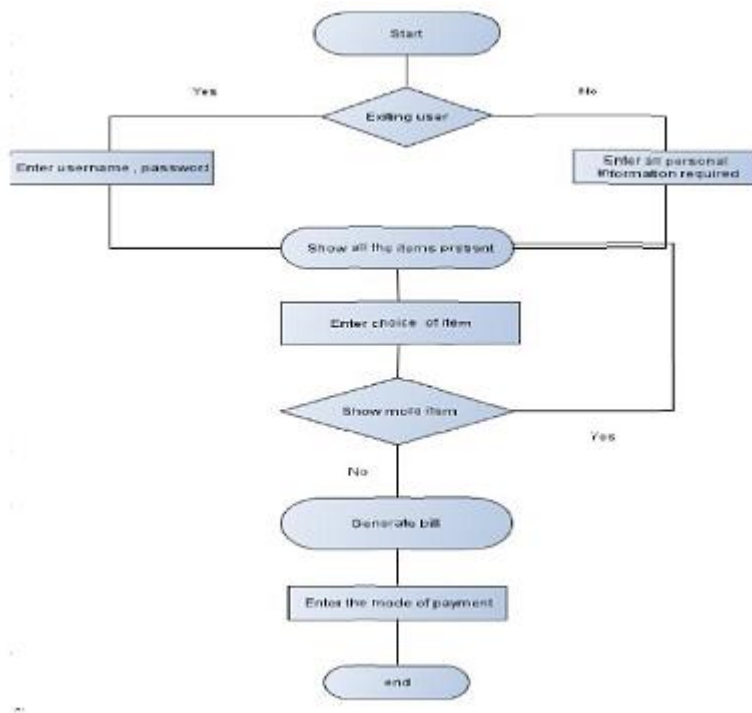 Start
Yes
No
Exiting user
Enter username , password
Enter all personal
information required
Show all the items present
Enter choice of item
Show more item
Yes
No
Generate bill
Enter the mode of payment
end